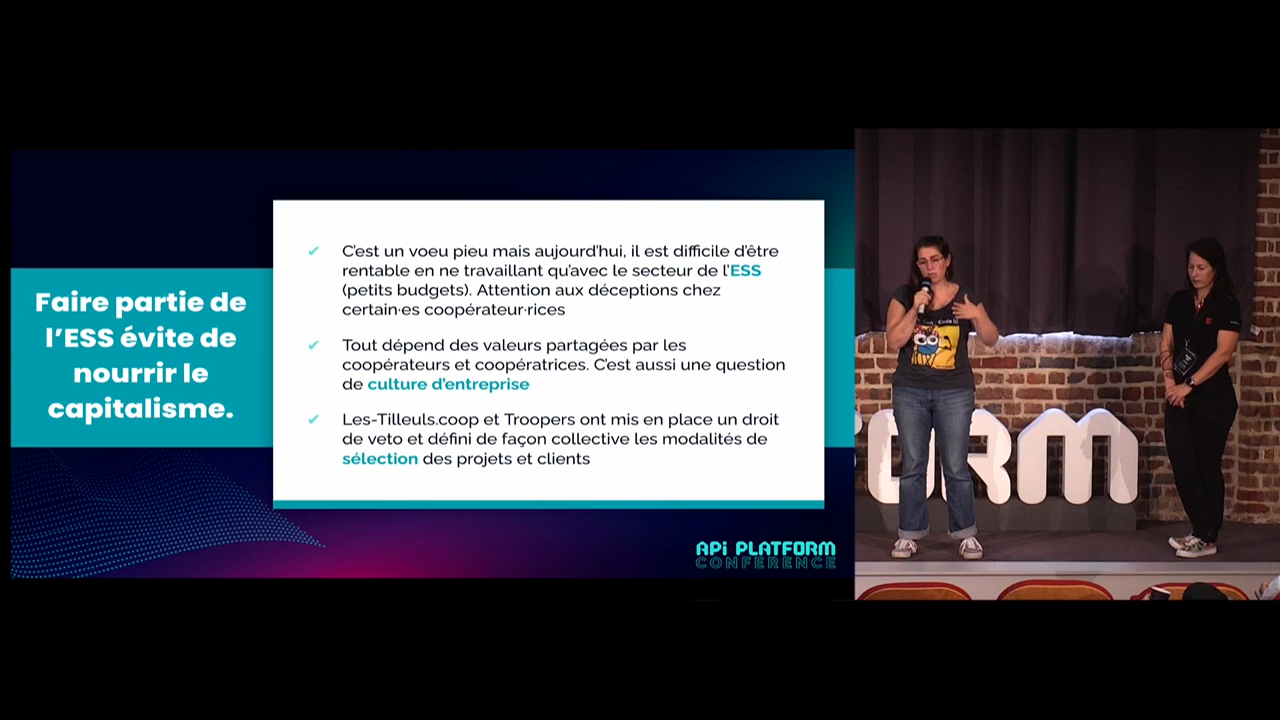 Faire partie de
l'ESS évite de
nourrir le
capitalisme.
✔ C'est un voeu pieu mais aujourd'hui, il est difficile d'être
rentable en ne travaillant qu'avec le secteur de l'ESS
(petits budgets). Attention aux déceptions chez
certain·es coopérateur·rices
✔ Tout dépend des valeurs partagées par les
coopérateurs et coopératrices. C'est aussi une question
de culture d'entreprise
✔ Les-Tilleuls.coop et Troopers ont mis en place un droit
de veto et défini de façon collective les modalités de
sélection des projets et clients
API PLATFORM
CONFERENCE
ORM